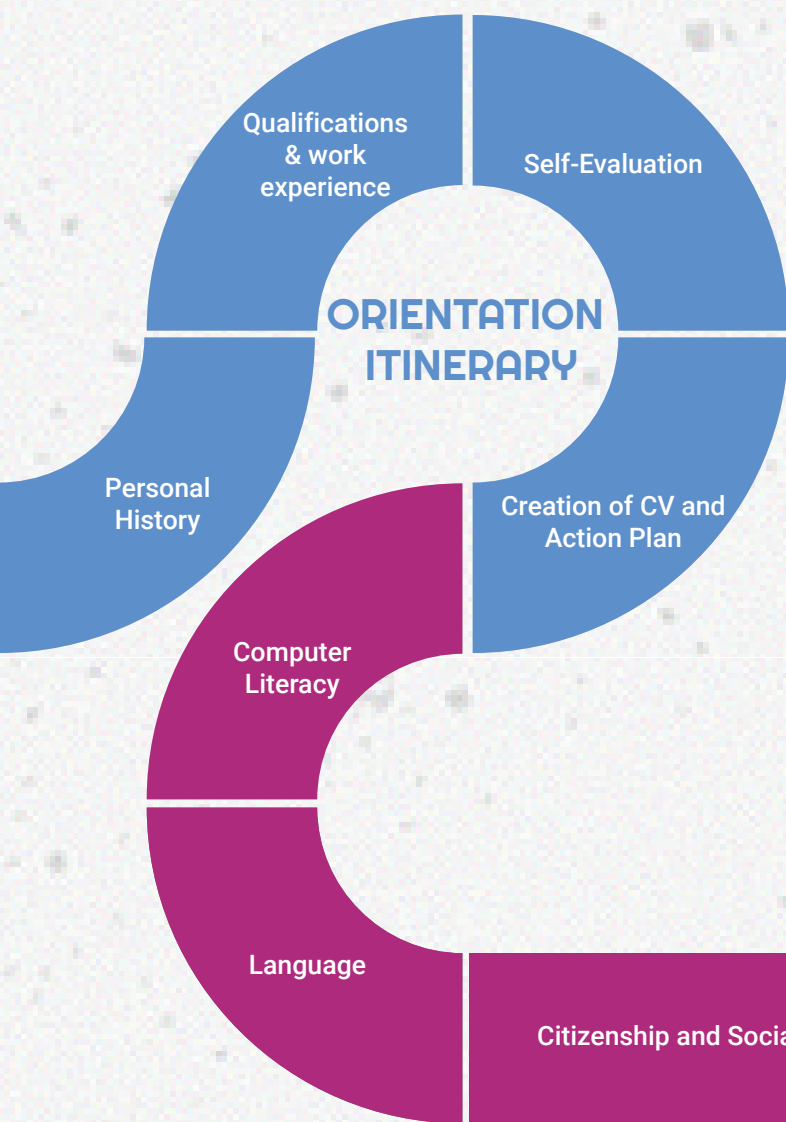 Qualifications
& work
experience
Self-Evaluation
ORIENTATION
ITINERARY
Personal
History
Creation of CV and
Action Plan
Computer
Literacy
Language
Citizenship and